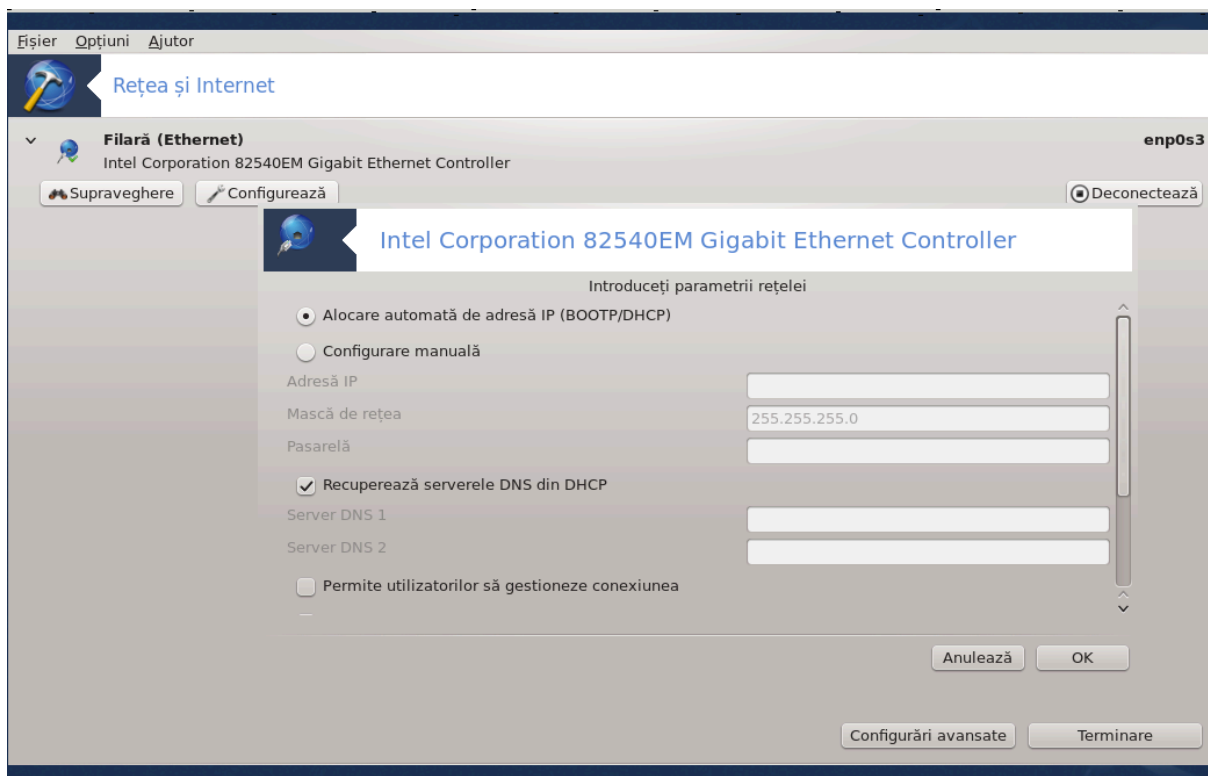 Fișier Opțiuni Ajutor
Rețea și Internet
Filară (Ethernet) enp0s3
Intel Corporation 82540EM Gigabit Ethernet Controller
Supraveghere Configurează Deconectează
Intel Corporation 82540EM Gigabit Ethernet Controller
Introduceți parametrii rețelei
Alocare automată de adresă IP (BOOTP/DHCP)
Configurare manuală
Adresă IP
Mască de rețea 255.255.255.0
Pasarelă
Recuperează serverele DNS din DHCP
Server DNS 1
Server DNS 2
Permite utilizatorilor să gestioneze conexiunea
Anulează OK
Configurări avansate Terminare